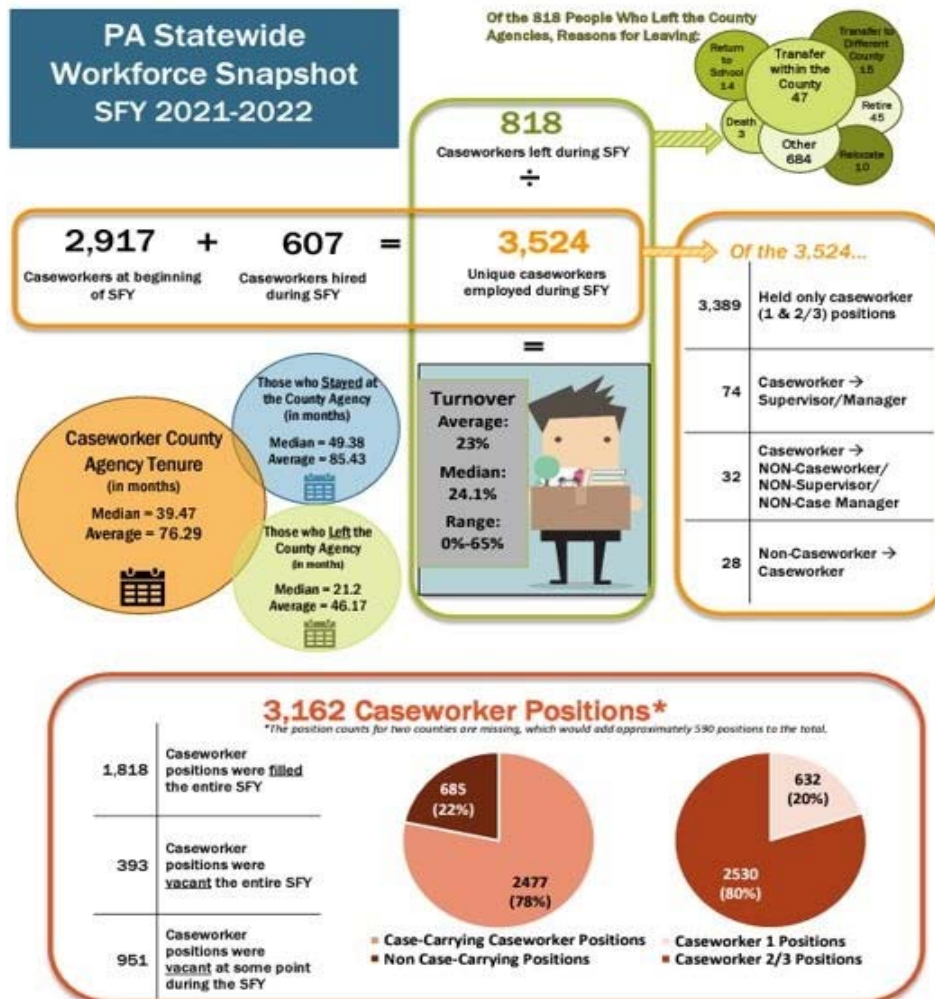 PA Statewide
Workforce Snapshot
SFY 2021-2022
Of the 818 People Who Left the County
Agencies, Reasons for Leaving:
Return
to
School
14
Transfer
within the
County
47
Transfer to
Different
County
15
Retire
45
Death
3
Other
684
Relocate
10
818
Caseworkers left during SFY
÷
2,917
Caseworkers at beginning
of SFY
+
607
Caseworkers hired
during SFY
=
3,524
Unique caseworkers
employed during SFY
=
Of the 3,524...
3,389 Held only caseworker
(1 & 2/3) positions
74 Caseworker →
Supervisor/Manager
32 Caseworker →
NON-Caseworker/
NON-Supervisor/
NON-Case Manager
28 Non-Caseworker →
Caseworker
Caseworker County
Agency Tenure
(in months)
Median = 39.47
Average = 76.29
Those who Stayed at
the County Agency
(in months)
Median = 49.38
Average = 85.43
Those who Left the
County Agency
(in months)
Median = 21.2
Average = 46.17
Turnover
Average:
23%
Median:
24.1%
Range:
0%-65%
3,162 Caseworker Positions*
*The position counts for two counties are missing, which would add approximately 590 positions to the total.
1,818 Caseworker
positions were filled
the entire SFY
393 Caseworker
positions were
vacant the entire SFY
951 Caseworker
positions were
vacant at some point
during the SFY
685
(22%)
2477
(78%)
Case-Carrying Caseworker Positions
Non Case-Carrying Positions
632
(20%)
2530
(80%)
Caseworker 1 Positions
Caseworker 2/3 Positions